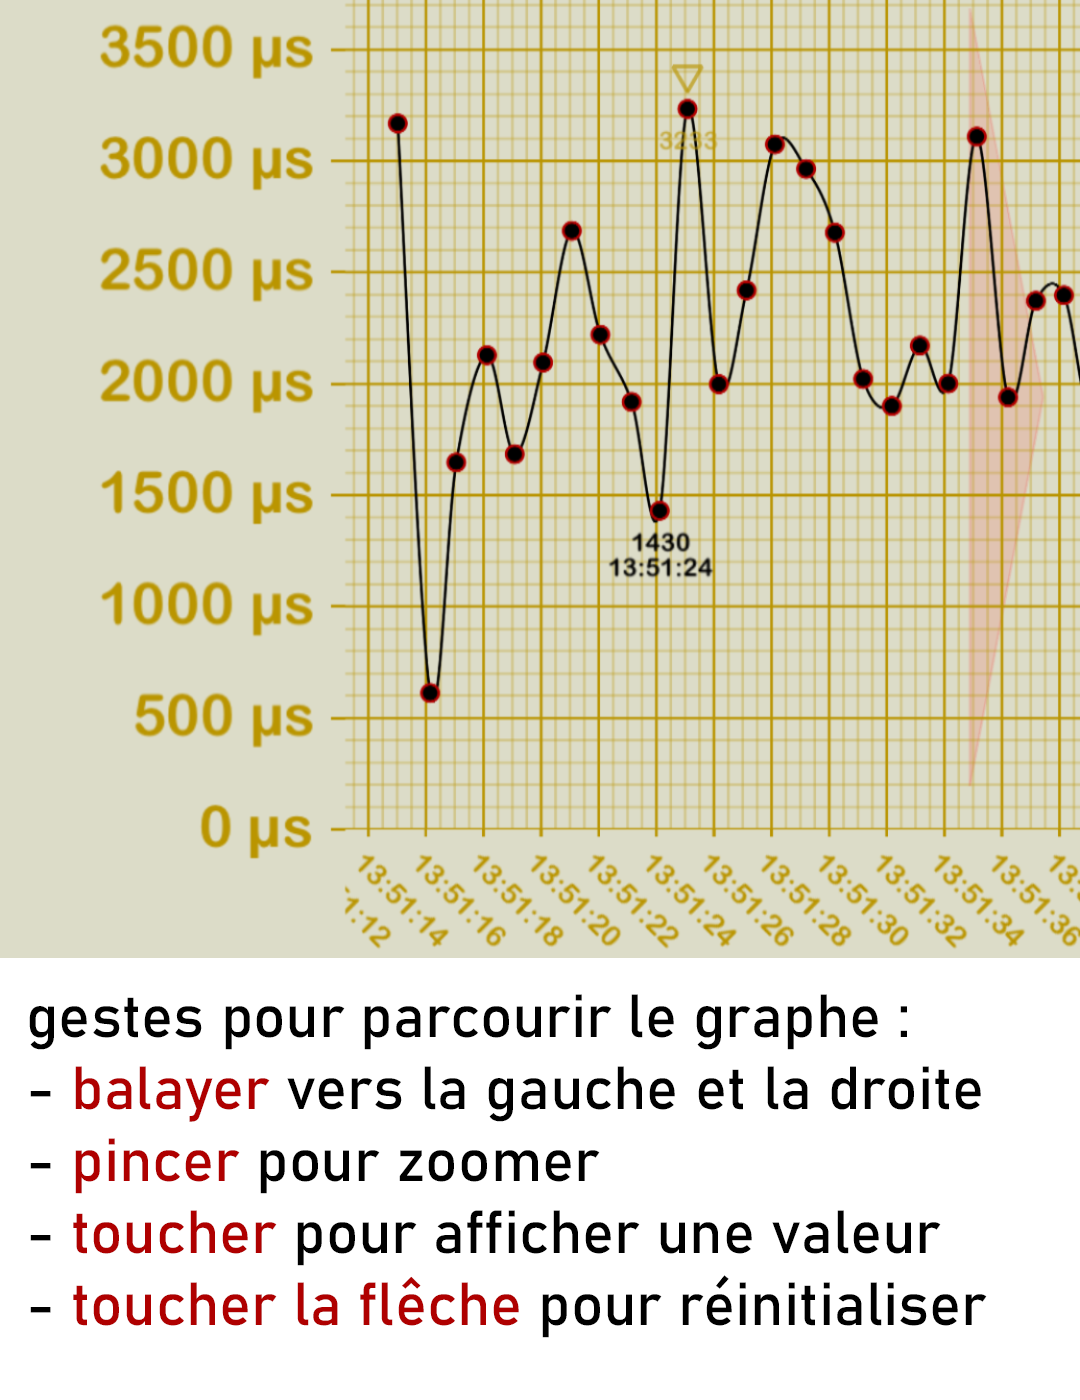 3500 µs
3233
3000 µs
2500 µs
2000 µs
1500 µs
1430
13:51:24
1000 µs
500 µs
0 µs
13:51:14
13:51:16
13:51:18
13:51:20
13:51:22
13:51:24
13:51:26
13:51:28
13:51:30
13:51:32
13:51:34
13:51:36
gestes pour parcourir le graphe :
- balayer vers la gauche et la droite
- pincer pour zoomer
- toucher pour afficher une valeur
- toucher la flêche pour réinitialiser